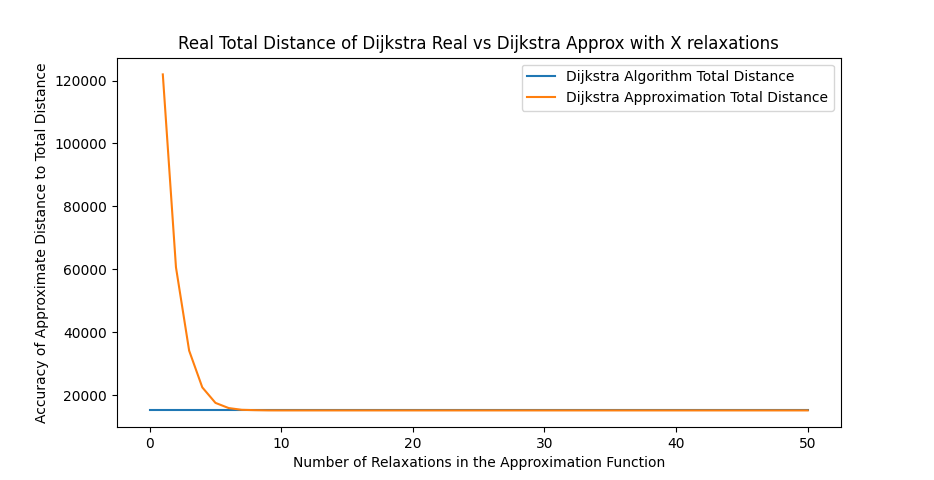 Real Total Distance of Dijkstra Real vs Dijkstra Approx with X relaxations
Dijkstra Algorithm Total Distance
Dijkstra Approximation Total Distance
Accuracy of Approximate Distance to Total Distance
120000
100000
80000
60000
40000
20000
0
10
20
30
40
50
Number of Relaxations in the Approximation Function